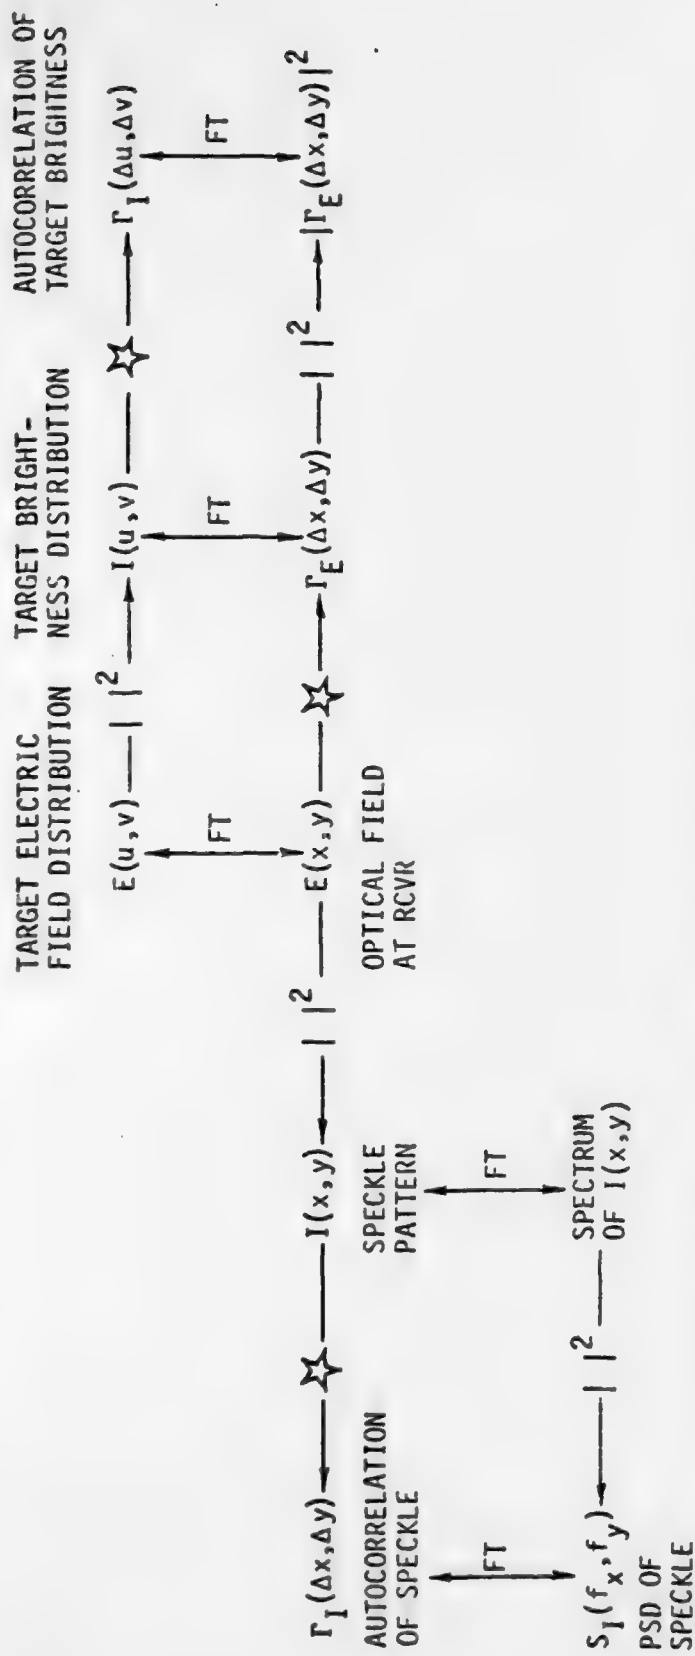 TARGET ELECTRIC
FIELD DISTRIBUTION
TARGET BRIGHT-
NESS DISTRIBUTION
AUTOCORRELATION OF
TARGET BRIGHTNESS
E(u,v) | |² I(u,v) ☆ Γ_I(Δu,Δv)
FT FT FT
Γ_I(Δx,Δy) ☆ I(x,y) | |² E(x,y) ☆ Γ_E(Δx,Δy) | |² |Γ_E(Δx,Δy)|²
AUTOCORRELATION
OF SPECKLE
SPECKLE
PATTERN
OPTICAL FIELD
AT RCVR
FT FT
S_I(f_x,f_y) | |² SPECTRUM
OF I(x,y)
PSD OF
SPECKLE